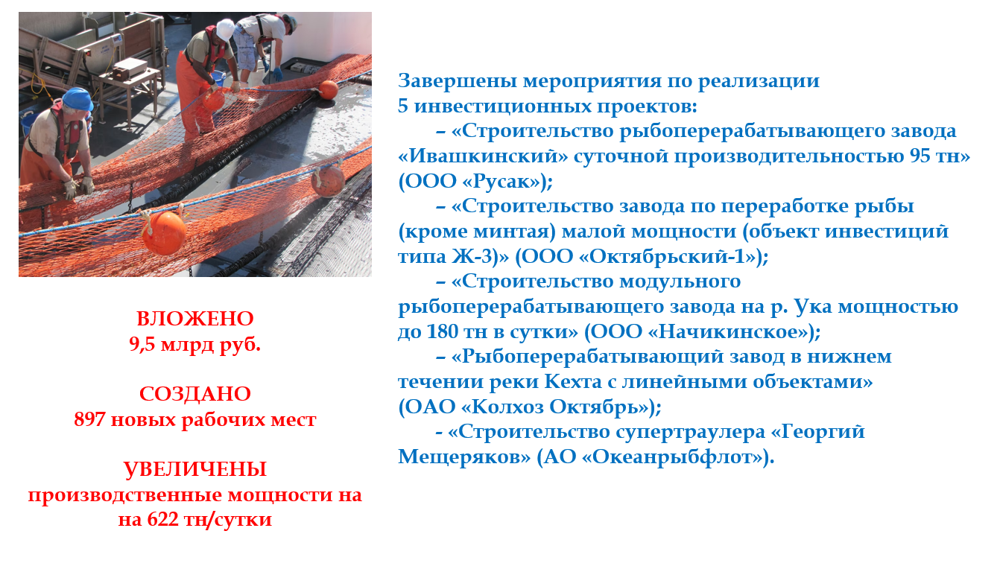 Завершены мероприятия по реализации
5 инвестиционных проектов:
– «Строительство рыбоперерабатывающего завода
«Ивашкинский» суточной производительностью 95 тн»
(ООО «Русак»);
– «Строительство завода по переработке рыбы
(кроме минтая) малой мощности (объект инвестиций
типа Ж-3)» (ООО «Октябрьский-1»);
– «Строительство модульного
рыбоперерабатывающего завода на р. Ука мощностью
до 180 тн в сутки» (ООО «Начикинское»);
– «Рыбоперерабатывающий завод в нижнем
течении реки Кехта с линейными объектами»
(ОАО «Колхоз Октябрь»);
- «Строительство супертраулера «Георгий
Мещеряков» (АО «Океанрыбфлот»).
ВЛОЖЕНО
9,5 млрд руб.
СОЗДАНО
897 новых рабочих мест
УВЕЛИЧЕНЫ
производственные мощности на
на 622 тн/сутки